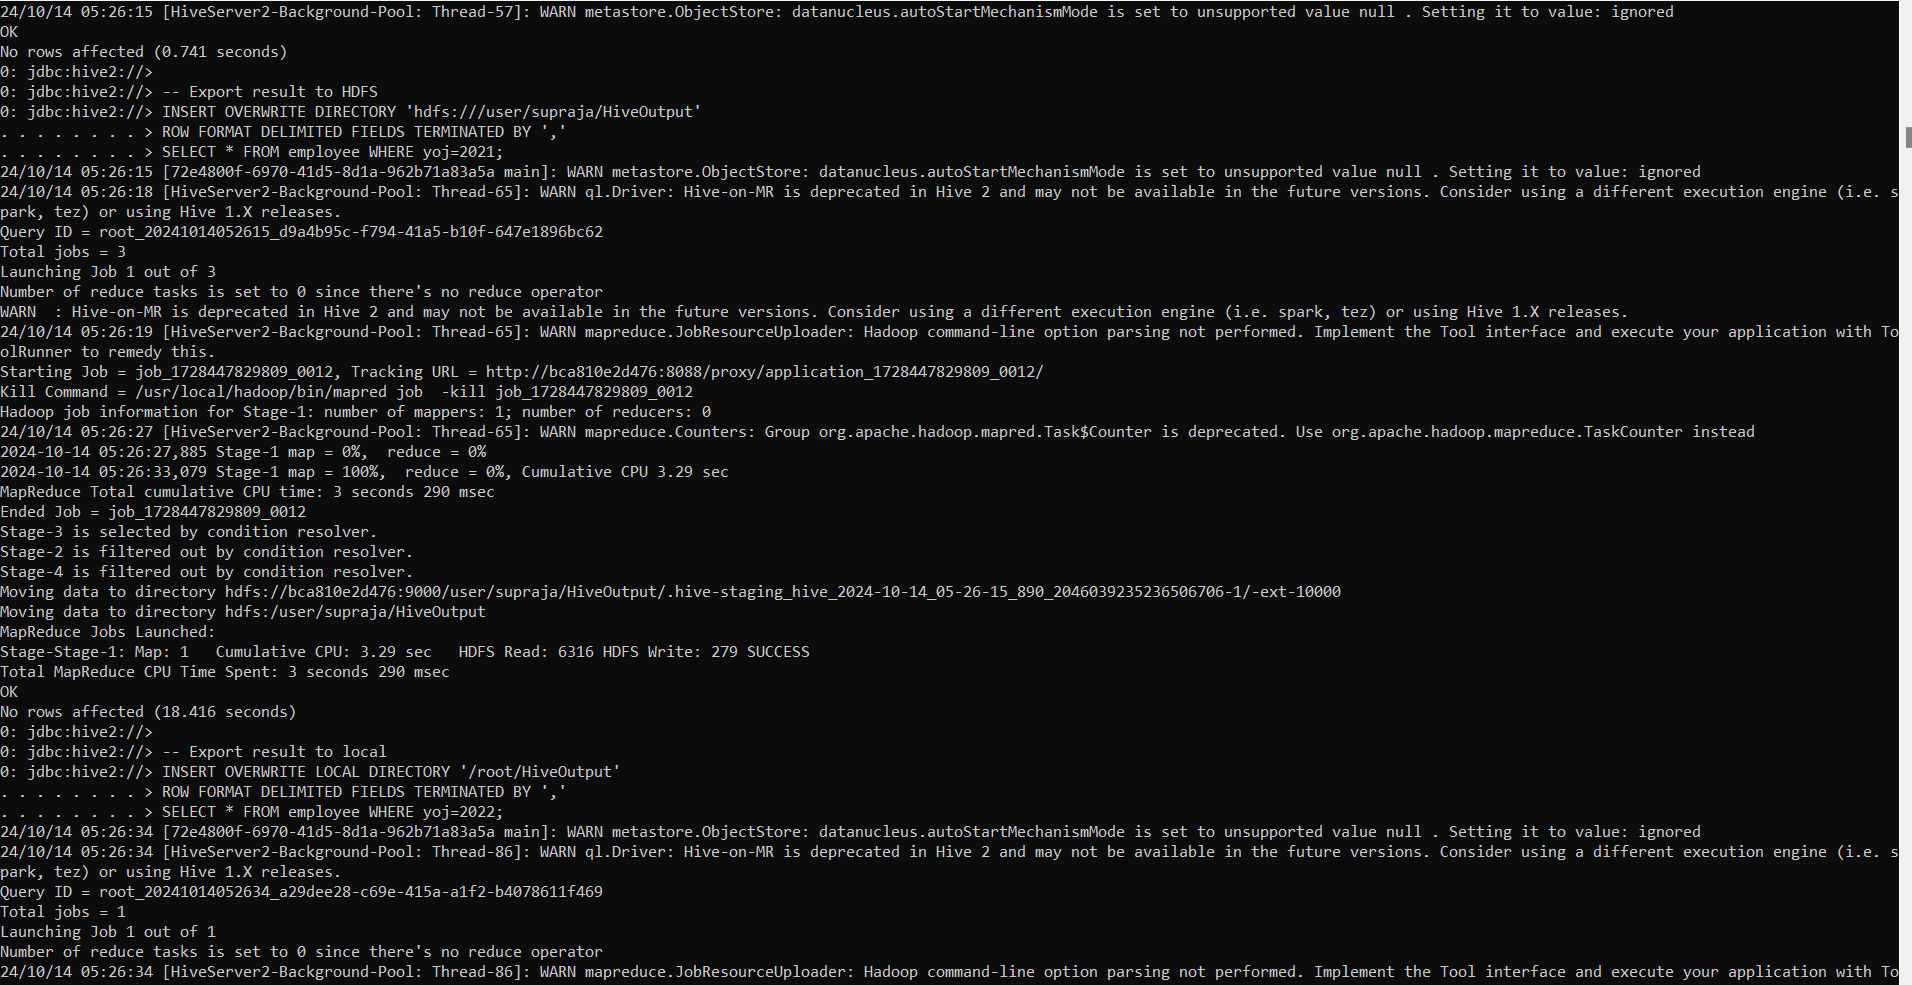 24/10/14 05:26:15 [HiveServer2-Background-Pool: Thread-57]: WARN metastore.ObjectStore: datanucleus.autoStartMechanismMode is set to unsupported value null . Setting it to value: ignored
OK
No rows affected (0.741 seconds)
0: jdbc:hive2://>
0: jdbc:hive2://> -- Export result to HDFS
0: jdbc:hive2://> INSERT OVERWRITE DIRECTORY 'hdfs:///user/supraja/HiveOutput'
. . . . . . . . > ROW FORMAT DELIMITED FIELDS TERMINATED BY ','
. . . . . . . . > SELECT * FROM employee WHERE yoj=2021;
24/10/14 05:26:15 [72e4800f-6970-41d5-8d1a-962b71a83a5a main]: WARN metastore.ObjectStore: datanucleus.autoStartMechanismMode is set to unsupported value null . Setting it to value: ignored
24/10/14 05:26:18 [HiveServer2-Background-Pool: Thread-65]: WARN ql.Driver: Hive-on-MR is deprecated in Hive 2 and may not be available in the future versions. Consider using a different execution engine (i.e. s
park, tez) or using Hive 1.X releases.
Query ID = root_20241014052615_d9a4b95c-f794-41a5-b10f-647e1896bc62
Total jobs = 3
Launching Job 1 out of 3
Number of reduce tasks is set to 0 since there's no reduce operator
WARN  : Hive-on-MR is deprecated in Hive 2 and may not be available in the future versions. Consider using a different execution engine (i.e. spark, tez) or using Hive 1.X releases.
24/10/14 05:26:19 [HiveServer2-Background-Pool: Thread-65]: WARN mapreduce.JobResourceUploader: Hadoop command-line option parsing not performed. Implement the Tool interface and execute your application with To
olRunner to remedy this.
Starting Job = job_1728447829809_0012, Tracking URL = http://bca810e2d476:8088/proxy/application_1728447829809_0012/
Kill Command = /usr/local/hadoop/bin/mapred job  -kill job_1728447829809_0012
Hadoop job information for Stage-1: number of mappers: 1; number of reducers: 0
24/10/14 05:26:27 [HiveServer2-Background-Pool: Thread-65]: WARN mapreduce.Counters: Group org.apache.hadoop.mapred.Task$Counter is deprecated. Use org.apache.hadoop.mapreduce.TaskCounter instead
2024-10-14 05:26:27,885 Stage-1 map = 0%,  reduce = 0%
2024-10-14 05:26:33,079 Stage-1 map = 100%,  reduce = 0%, Cumulative CPU 3.29 sec
MapReduce Total cumulative CPU time: 3 seconds 290 msec
Ended Job = job_1728447829809_0012
Stage-3 is selected by condition resolver.
Stage-2 is filtered out by condition resolver.
Stage-4 is filtered out by condition resolver.
Moving data to directory hdfs://bca810e2d476:9000/user/supraja/HiveOutput/.hive-staging_hive_2024-10-14_05-26-15_890_2046039235236506706-1/-ext-10000
Moving data to directory hdfs:/user/supraja/HiveOutput
MapReduce Jobs Launched:
Stage-Stage-1: Map: 1   Cumulative CPU: 3.29 sec   HDFS Read: 6316 HDFS Write: 279 SUCCESS
Total MapReduce CPU Time Spent: 3 seconds 290 msec
OK
No rows affected (18.416 seconds)
0: jdbc:hive2://>
0: jdbc:hive2://> -- Export result to local
0: jdbc:hive2://> INSERT OVERWRITE LOCAL DIRECTORY '/root/HiveOutput'
. . . . . . . . > ROW FORMAT DELIMITED FIELDS TERMINATED BY ','
. . . . . . . . > SELECT * FROM employee WHERE yoj=2022;
24/10/14 05:26:34 [72e4800f-6970-41d5-8d1a-962b71a83a5a main]: WARN metastore.ObjectStore: datanucleus.autoStartMechanismMode is set to unsupported value null . Setting it to value: ignored
24/10/14 05:26:34 [HiveServer2-Background-Pool: Thread-86]: WARN ql.Driver: Hive-on-MR is deprecated in Hive 2 and may not be available in the future versions. Consider using a different execution engine (i.e. s
park, tez) or using Hive 1.X releases.
Query ID = root_20241014052634_a29dee28-c69e-415a-a1f2-b4078611f469
Total jobs = 1
Launching Job 1 out of 1
Number of reduce tasks is set to 0 since there's no reduce operator
24/10/14 05:26:34 [HiveServer2-Background-Pool: Thread-86]: WARN mapreduce.JobResourceUploader: Hadoop command-line option parsing not performed. Implement the Tool interface and execute your application with To